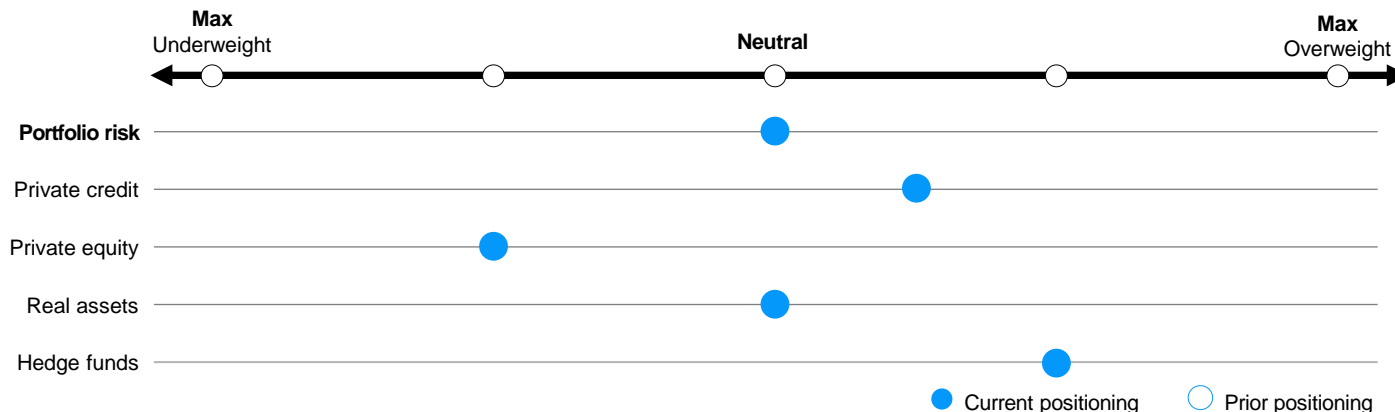 Max
Underweight
Neutral
Max
Overweight
Portfolio risk
Private credit
Private equity
Real assets
Hedge funds
Current positioning
Prior positioning